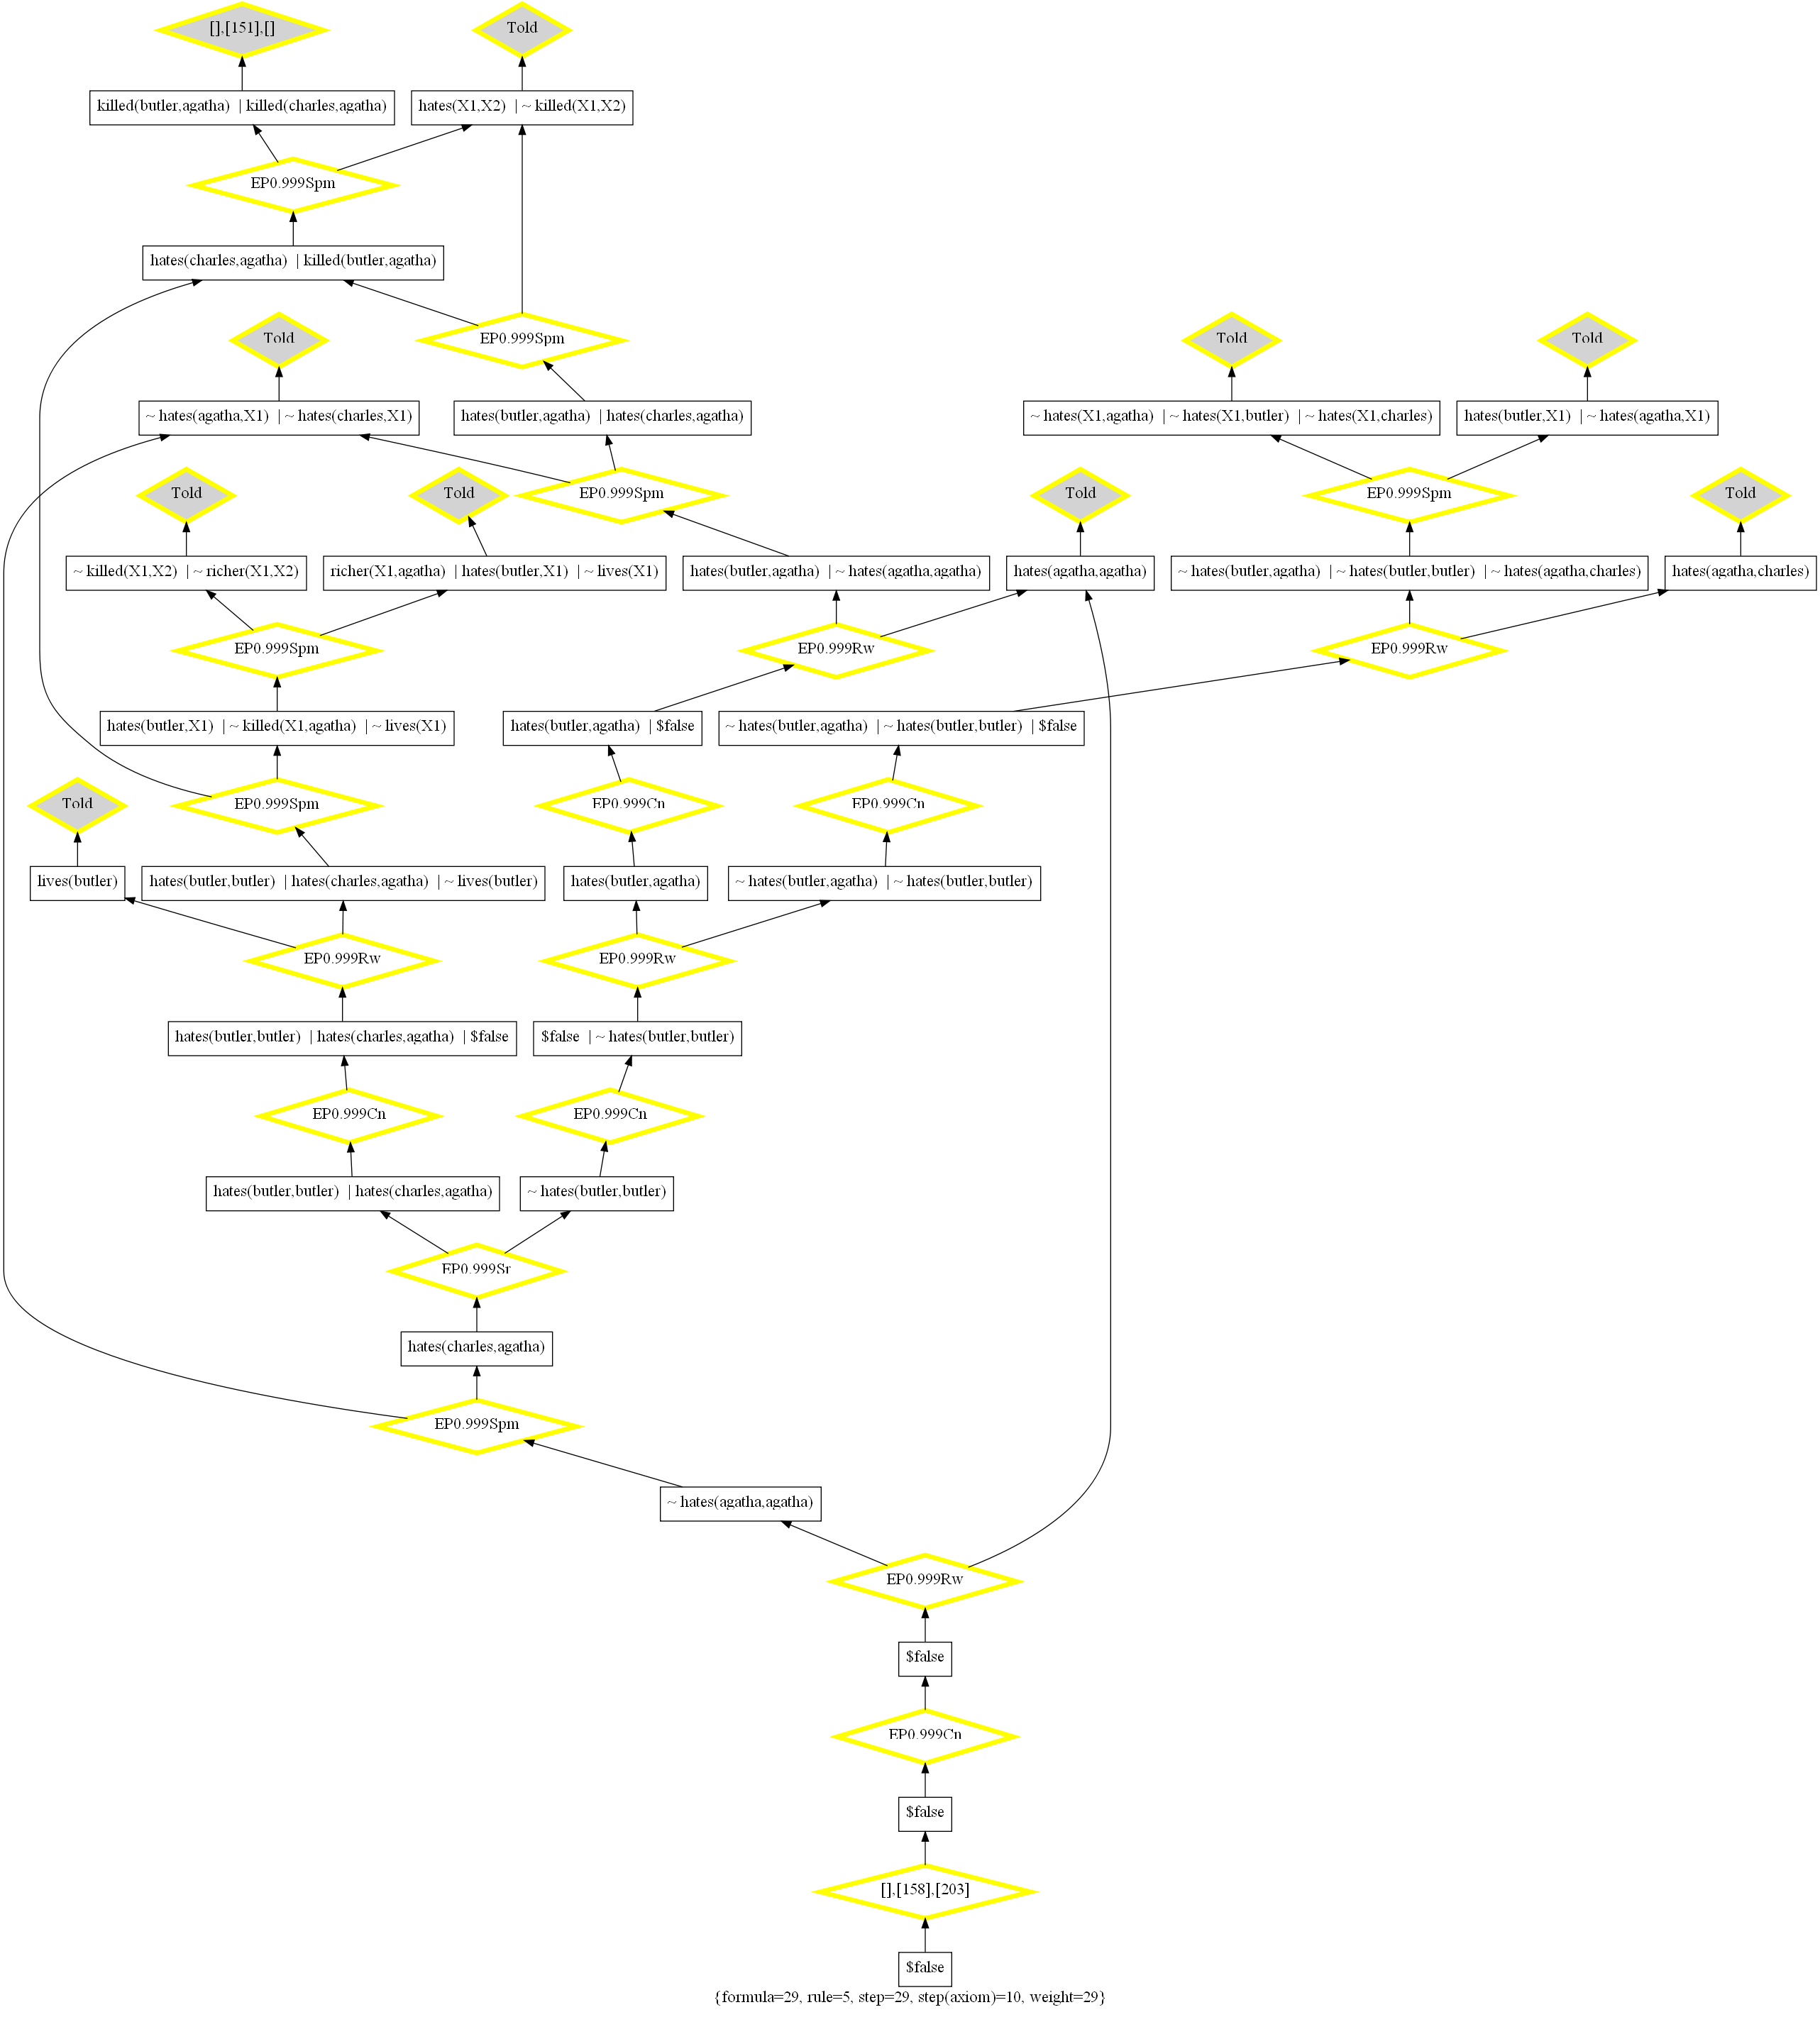 [],[151],[]
Told
killed(butler,agatha) | killed(charles,agatha)
hates(X1,X2) | ~ killed(X1,X2)
EP0.999Spm
hates(charles,agatha) | killed(butler,agatha)
Told
EP0.999Spm
Told
Told
~ hates(agatha,X1) | ~ hates(charles,X1)
hates(butler,agatha) | hates(charles,agatha)
~ hates(X1,agatha) | ~ hates(X1,butler) | ~ hates(X1,charles)
hates(butler,X1) | ~ hates(agatha,X1)
Told
Told
EP0.999Spm
Told
EP0.999Spm
Told
~ killed(X1,X2) | ~ richer(X1,X2)
richer(X1,agatha) | hates(butler,X1) | ~ lives(X1)
hates(butler,agatha) | ~ hates(agatha,agatha)
hates(agatha,agatha)
~ hates(butler,agatha) | ~ hates(butler,butler) | ~ hates(agatha,charles)
hates(agatha,charles)
EP0.999Spm
EP0.999Rw
EP0.999Rw
hates(butler,X1) | ~ killed(X1,agatha) | ~ lives(X1)
hates(butler,agatha) | $false
~ hates(butler,agatha) | ~ hates(butler,butler) | $false
Told
EP0.999Spm
EP0.999Cn
EP0.999Cn
lives(butler)
hates(butler,butler) | hates(charles,agatha) | ~ lives(butler)
hates(butler,agatha)
~ hates(butler,agatha) | ~ hates(butler,butler)
EP0.999Rw
EP0.999Rw
hates(butler,butler) | hates(charles,agatha) | $false
$false | ~ hates(butler,butler)
EP0.999Cn
EP0.999Cn
hates(butler,butler) | hates(charles,agatha)
~ hates(butler,butler)
EP0.999Sr
hates(charles,agatha)
EP0.999Spm
~ hates(agatha,agatha)
EP0.999Rw
$false
EP0.999Cn
$false
[],[158],[203]
$false
{formula=29, rule=5, step=29, step(axiom)=10, weight=29}